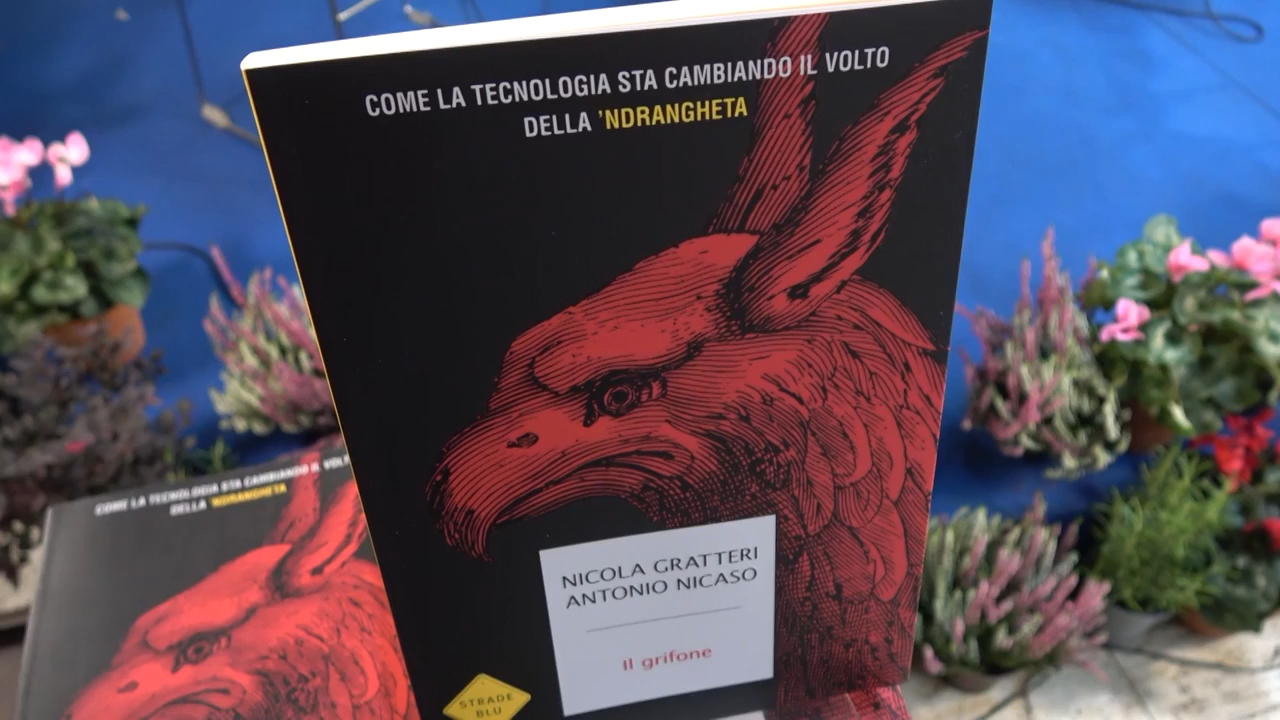 COME LA TECNOLOGIA STA CAMBIANDO IL VOLTO
DELLA 'NDRANGHETA
NICOLA GRATTERI
ANTONIO NICASO
Il grifone
STRADE
BLU
COME LA TECNOLOGIA STA CAMBIANDO IL VOLT
DELLA 'NDRANGHETA